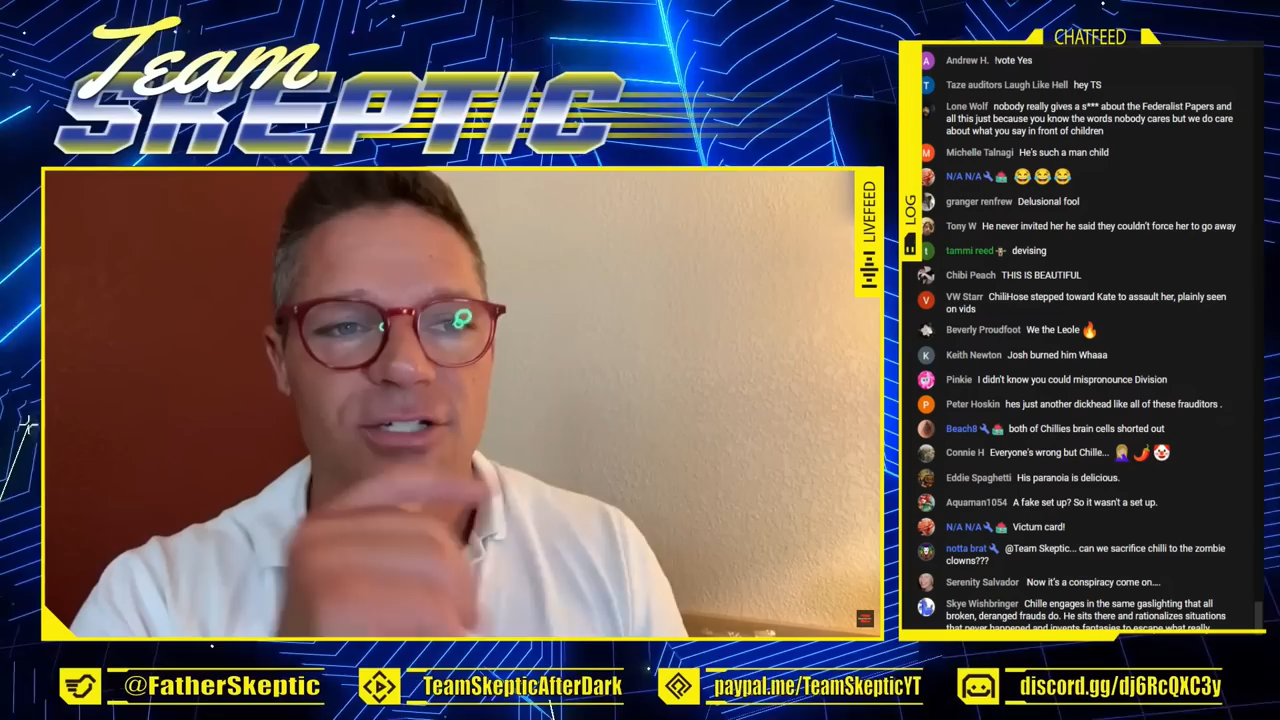 Team
SKEPTIC
LIVEFEED
CHATFEED
LOG
Andrew H. !vote Yes
Taze auditors Laugh Like Hell hey TS
Lone Wolf nobody really gives a s*** about the Federalist Papers and
all this just because you know the words nobody cares but we do care
about what you say in front of children
Michelle Talnagi He's such a man child
N/A N/A 😂😂😂
granger renfrew Delusional fool
Tony W He never invited her he said they couldn't force her to go away
tammi reed devising
Chibi Peach THIS IS BEAUTIFUL
VW Starr ChiliHose stepped toward Kate to assault her, plainly seen
on vids
Beverly Proudfoot We the Leole 🔥
Keith Newton Josh burned him Whaaa
Pinkie I didn't know you could mispronounce Division
Peter Hoskin hes just another dickhead like all of these frauditors .
Beach8 both of Chillies brain cells shorted out
Connie H Everyone's wrong but Chille... 🤦🏼‍♀️🌶️🤡
Eddie Spaghetti His paranoia is delicious.
Aquaman1054 A fake set up? So it wasn't a set up.
N/A N/A Victum card!
notta brat @Team Skeptic... can we sacrifice chilli to the zombie
clowns???
Serenity Salvador Now it's a conspiracy come on....
Skye Wishbringer Chille engages in the same gaslighting that all
broken, deranged frauds do. He sits there and rationalizes situations
that never happened and invents fantasies to escape what really
@FatherSkeptic
TeamSkepticAfterDark
paypal.me/TeamSkepticYT
discord.gg/dj6RcQXC3y